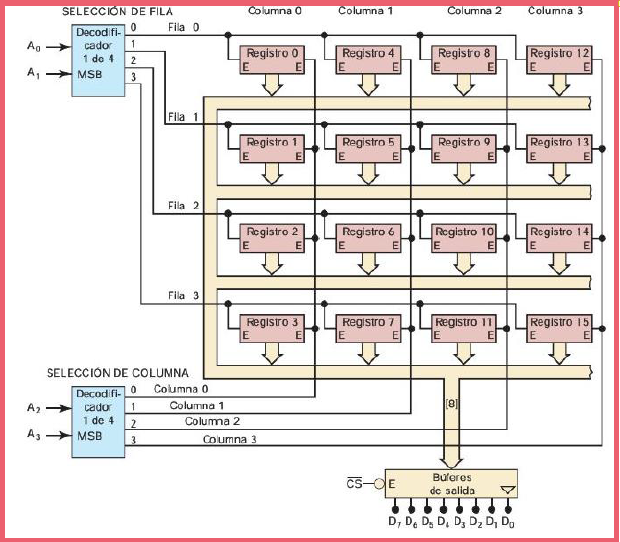 SELECCIÓN DE FILA
Columna 0 Columna 1 Columna 2 Columna 3
Decodifi-
cador
1 de 4
MSB
A0
A1
0
1
2
3
Fila 0
Registro 0 Registro 4 Registro 8 Registro 12
E E E E E E E E
Fila 1
Registro 1 Registro 5 Registro 9 Registro 13
E E E E E E E E
Fila 2
Registro 2 Registro 6 Registro 10 Registro 14
E E E E E E E E
Fila 3
Registro 3 Registro 7 Registro 11 Registro 15
E E E E E E E E
SELECCIÓN DE COLUMNA
Decodifi-
cador
1 de 4
MSB
A2
A3
0 Columna 0
1 Columna 1
2 Columna 2
3 Columna 3
[8]
CS
E
Búferes
de salida
D7 D6 D5 D4 D3 D2 D1 D0